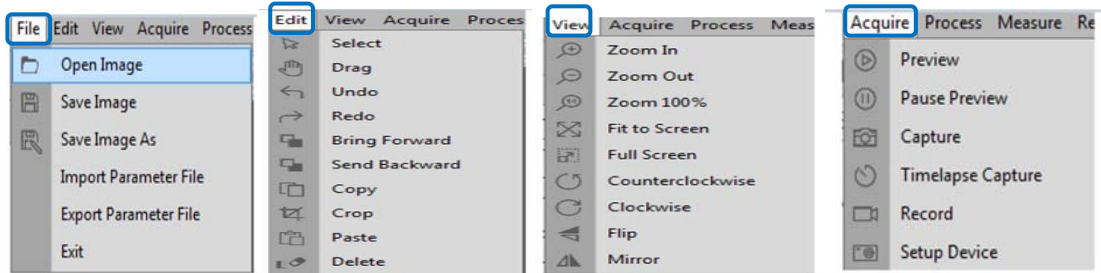 File Edit View Acquire Process
Open Image
Save Image
Save Image As
Import Parameter File
Export Parameter File
Exit
Edit View Acquire Proces
Select
Drag
Undo
Redo
Bring Forward
Send Backward
Copy
Crop
Paste
Delete
View Acquire Process Meas
Zoom In
Zoom Out
Zoom 100%
Fit to Screen
Full Screen
Counterclockwise
Clockwise
Flip
Mirror
Acquire Process Measure Re
Preview
Pause Preview
Capture
Timelapse Capture
Record
Setup Device